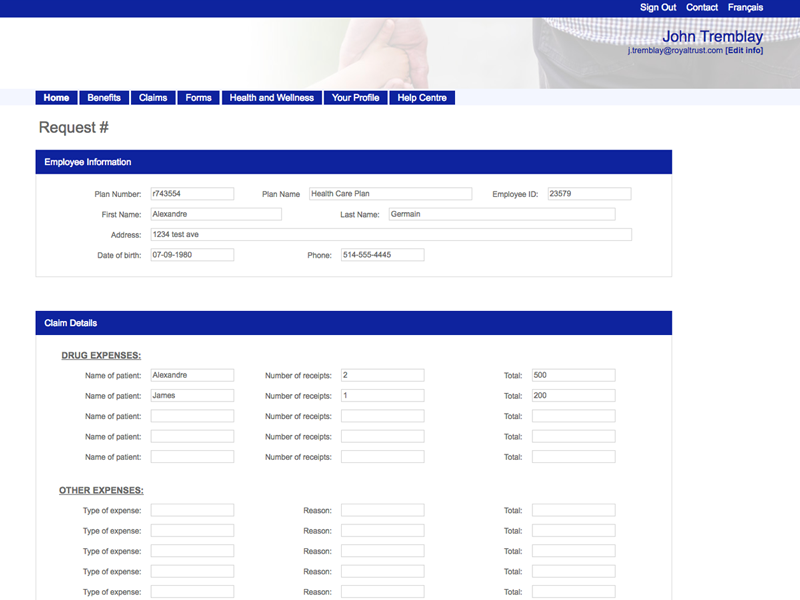 Sign Out Contact Français
John Tremblay
j.tremblay@royaltrust.com [Edit info]
Home Benefits Claims Forms Health and Wellness Your Profile Help Centre
Request #
Employee Information
Plan Number: r743554 Plan Name Health Care Plan Employee ID: 23579
First Name: Alexandre Last Name: Germain
Address: 1234 test ave
Date of birth: 07-09-1980 Phone: 514-555-4445
Claim Details
DRUG EXPENSES:
Name of patient: Alexandre Number of receipts: 2 Total: 500
Name of patient: James Number of receipts: 1 Total: 200
Name of patient: Number of receipts: Total:
Name of patient: Number of receipts: Total:
Name of patient: Number of receipts: Total:
OTHER EXPENSES:
Type of expense: Reason: Total:
Type of expense: Reason: Total:
Type of expense: Reason: Total:
Type of expense: Reason: Total:
Type of expense: Reason: Total: